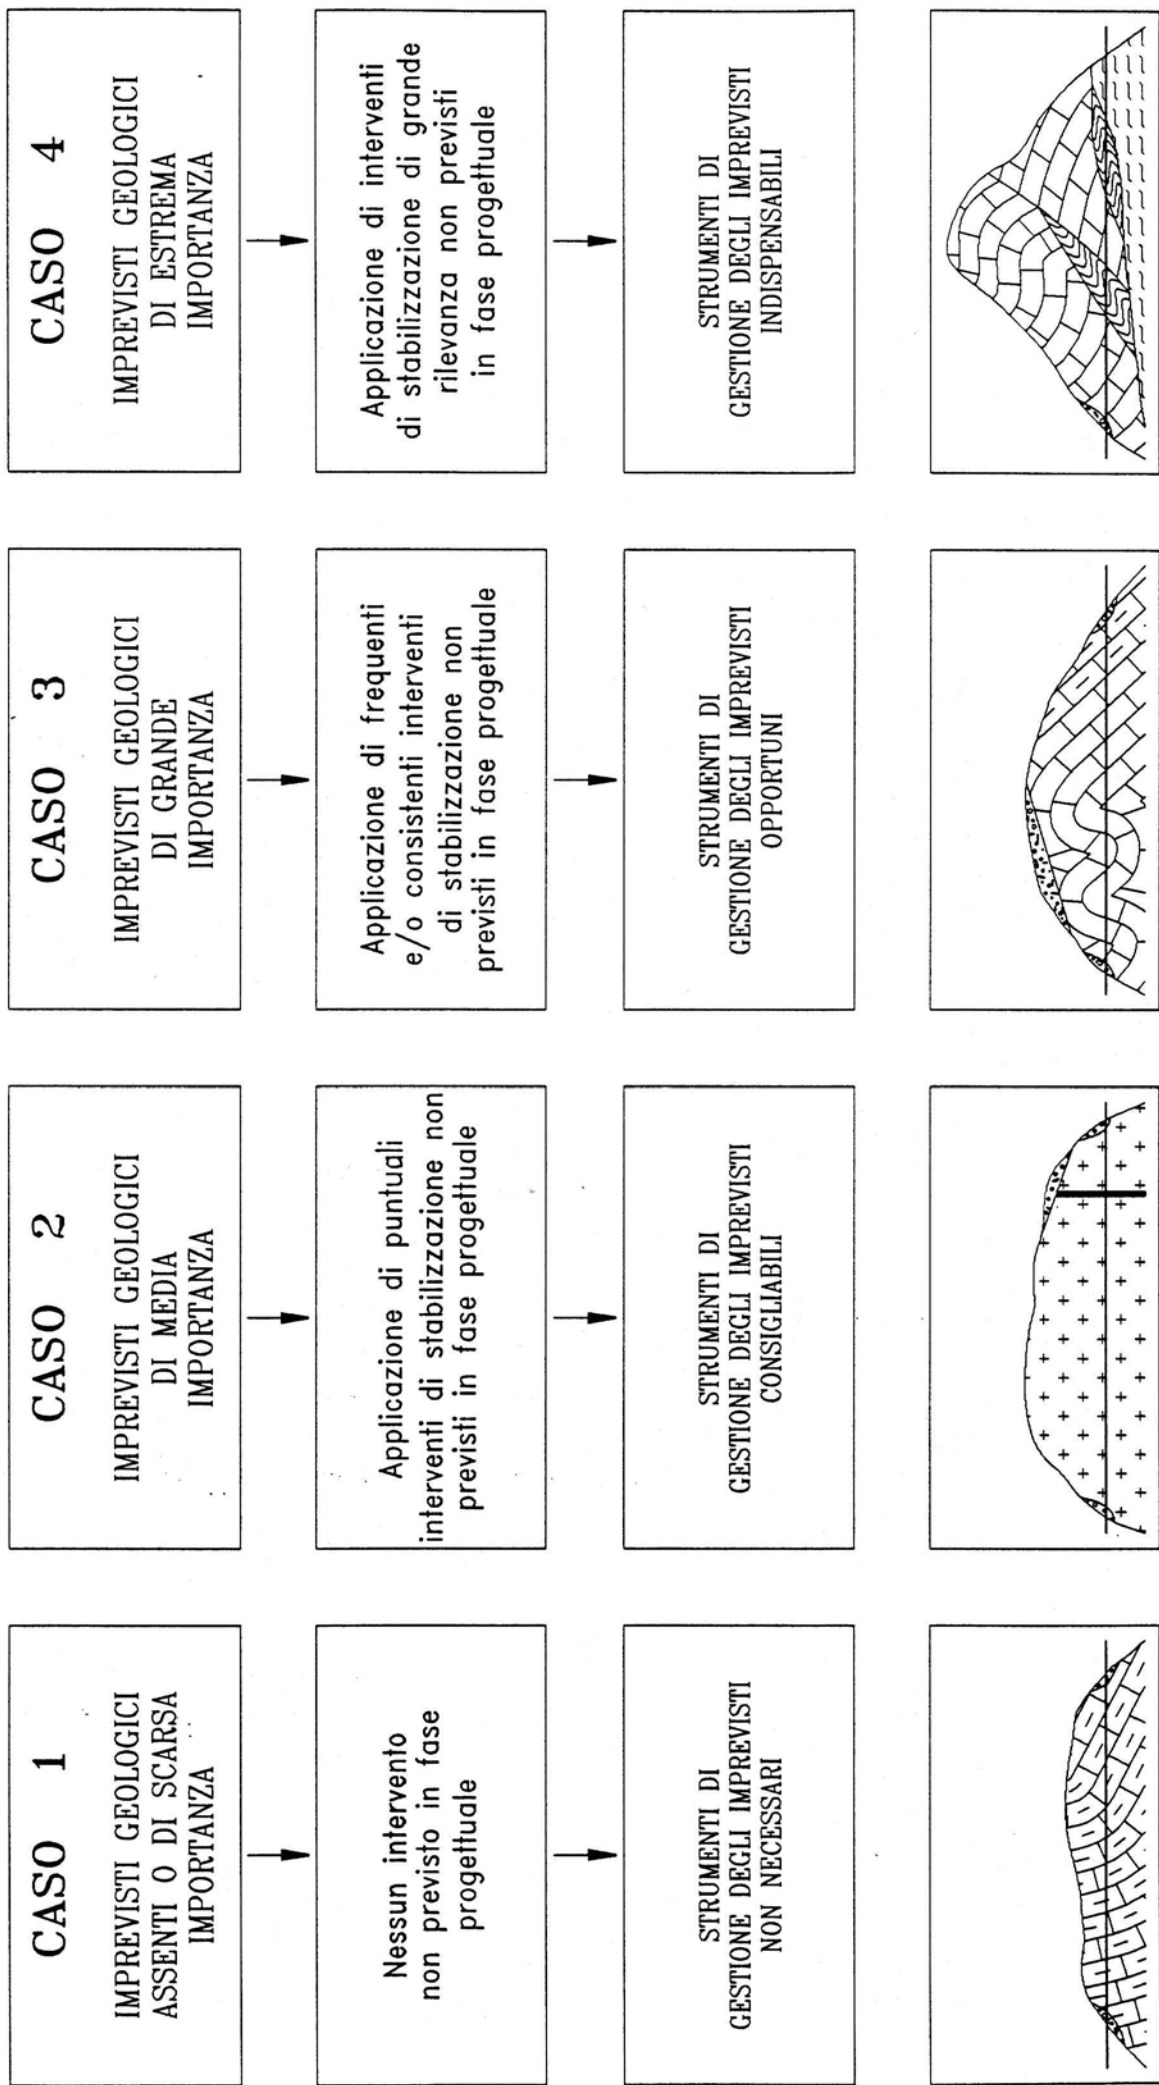 CASO 1
IMPREVISTI GEOLOGICI
ASSENTI O DI SCARSA
IMPORTANZA
Nessun intervento
non previsto in fase
progettuale
STRUMENTI DI
GESTIONE DEGLI IMPREVISTI
NON NECESSARI
CASO 2
IMPREVISTI GEOLOGICI
DI MEDIA
IMPORTANZA
Applicazione di puntuali
interventi di stabilizzazione non
previsti in fase progettuale
STRUMENTI DI
GESTIONE DEGLI IMPREVISTI
CONSIGLIABILI
CASO 3
IMPREVISTI GEOLOGICI
DI GRANDE
IMPORTANZA
Applicazione di frequenti
e/o consistenti interventi
di stabilizzazione non
previsti in fase progettuale
STRUMENTI DI
GESTIONE DEGLI IMPREVISTI
OPPORTUNI
CASO 4
IMPREVISTI GEOLOGICI
DI ESTREMA
IMPORTANZA
Applicazione di interventi
di stabilizzazione di grande
rilevanza non previsti
in fase progettuale
STRUMENTI DI
GESTIONE DEGLI IMPREVISTI
INDISPENSABILI